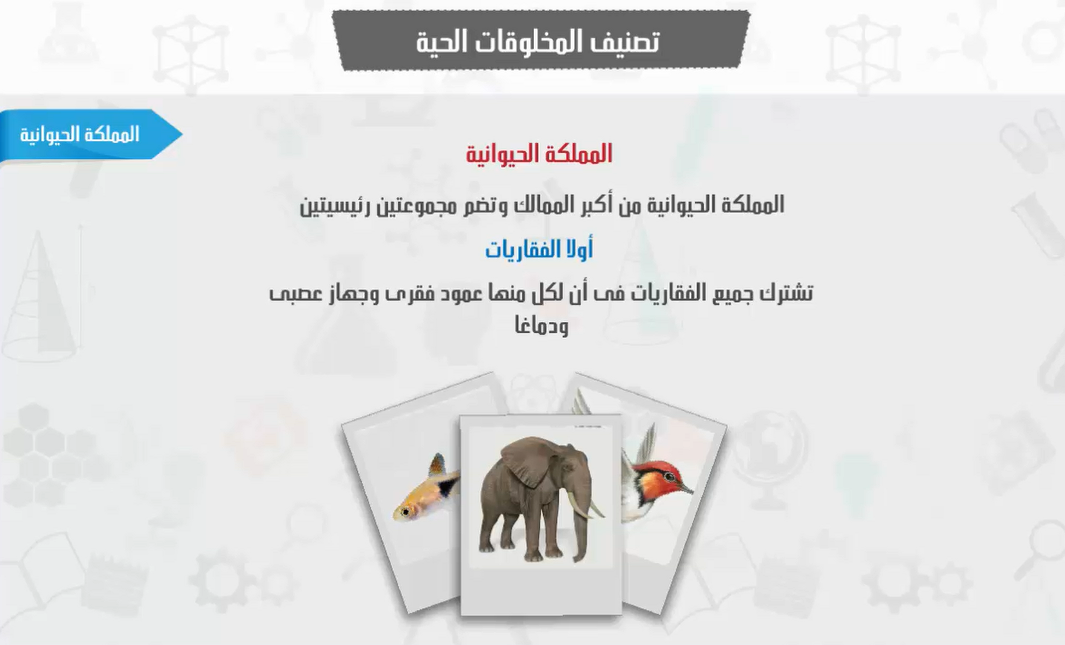 تصنيف المخلوقات الحية
المملكة الحيوانية
المملكة الحيوانية
المملكة الحيوانية من أكبر الممالك وتضم مجموعتين رئيسيتين
أولا الفقاريات
تشترك جميع الفقاريات فى أن لكل منها عمود فقرى وجهاز عصبى
ودماغا